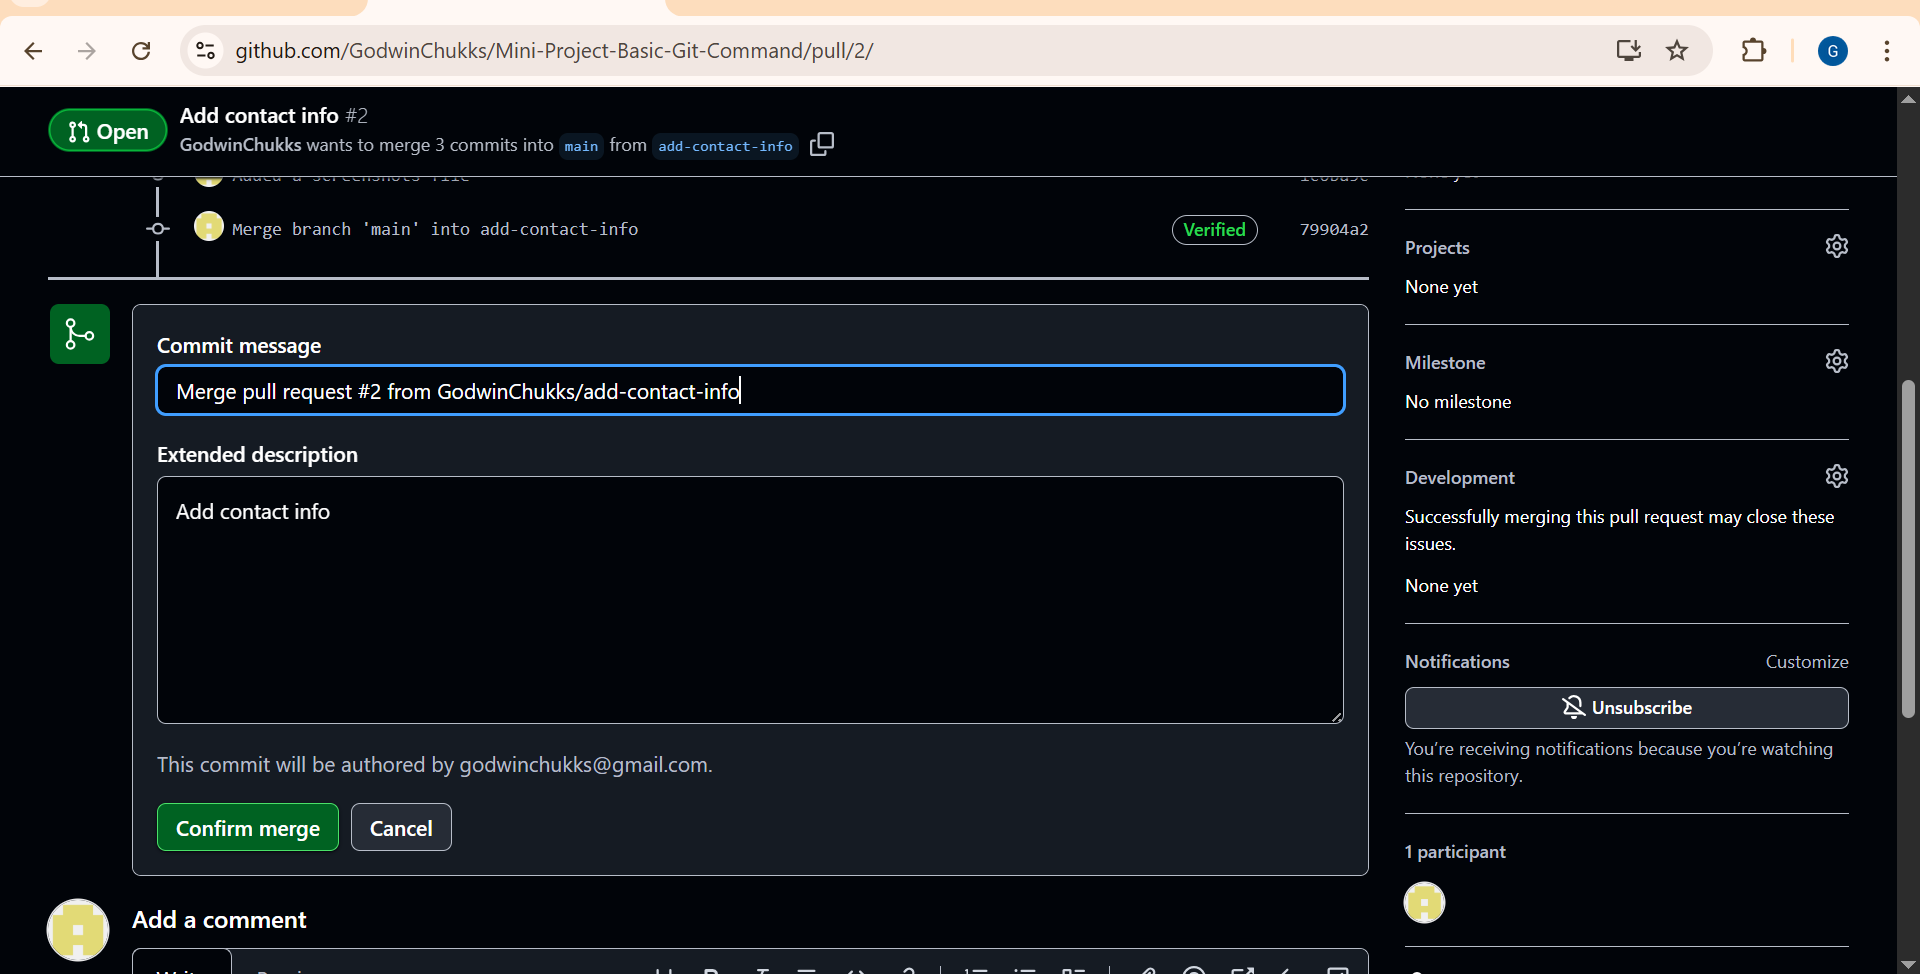 github.com/GodwinChukks/Mini-Project-Basic-Git-Command/pull/2/
G
Open
Add contact info #2
GodwinChukks wants to merge 3 commits into main from add-contact-info
Added a screenshots file
Merge branch 'main' into add-contact-info
Verified
79904a2
Commit message
Merge pull request #2 from GodwinChukks/add-contact-info
Extended description
Add contact info
This commit will be authored by godwinchukks@gmail.com.
Confirm merge
Cancel
Add a comment
Projects
None yet
Milestone
No milestone
Development
Successfully merging this pull request may close these
issues.
None yet
Notifications
Customize
Unsubscribe
You're receiving notifications because you're watching
this repository.
1 participant